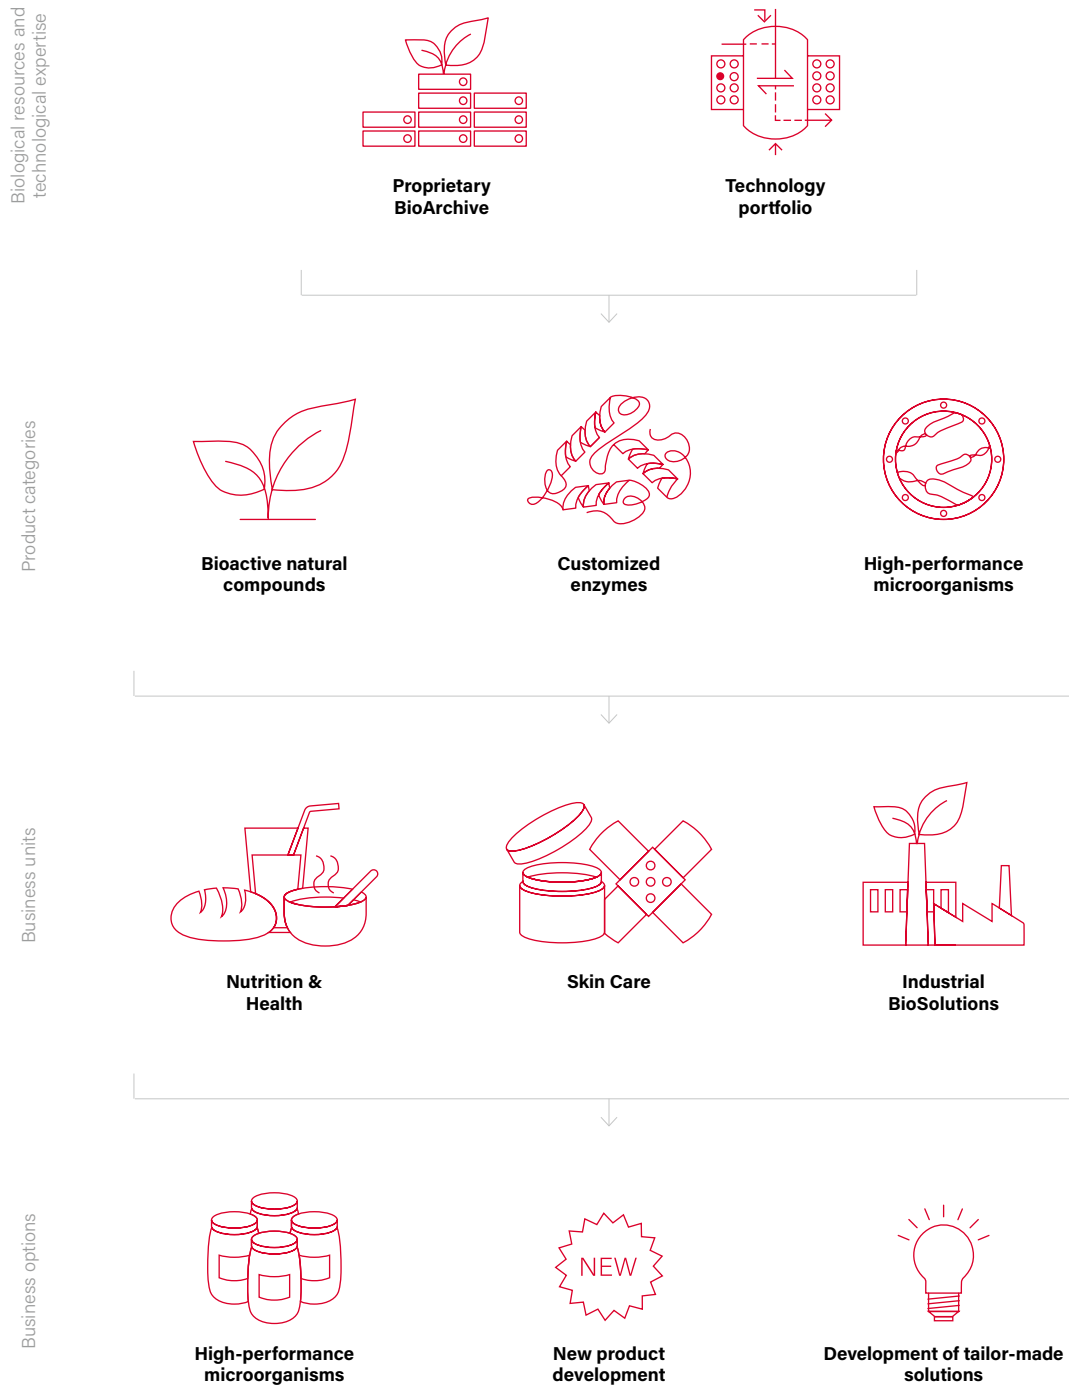 Biological resources and
technological expertise
Proprietary
BioArchive
Technology
portfolio
Product categories
Bioactive natural
compounds
Customized
enzymes
High-performance
microorganisms
Business units
Nutrition &
Health
Skin Care
Industrial
BioSolutions
Business options
High-performance
microorganisms
NEW
New product
development
Development of tailor-made
solutions